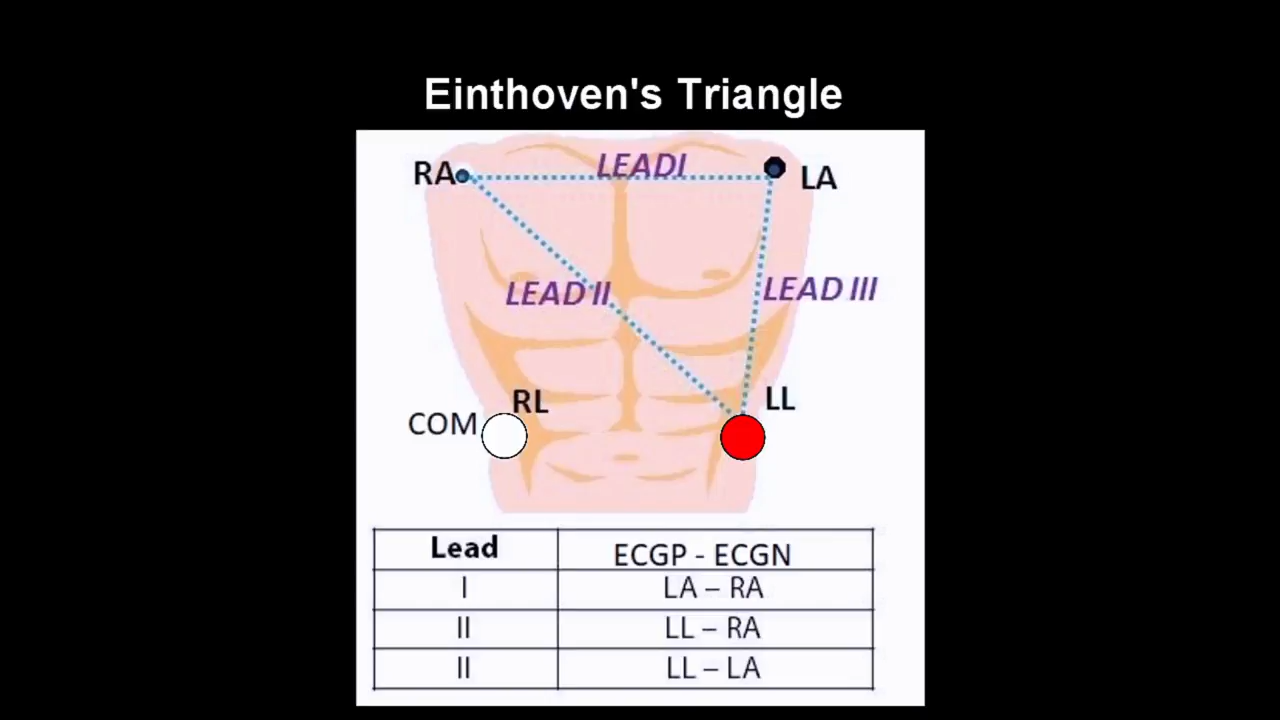 Einthoven's Triangle
RA LEAD I LA
LEAD II LEAD III
RL LL
COM
Lead ECGP - ECGN
I LA – RA
II LL – RA
II LL – LA